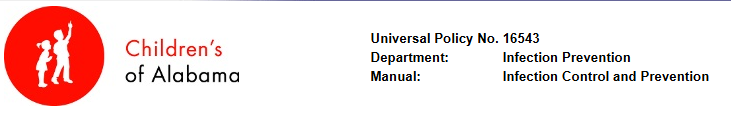 Children's
of Alabama
Universal Policy No. 16543
Department: Infection Prevention
Manual: Infection Control and Prevention